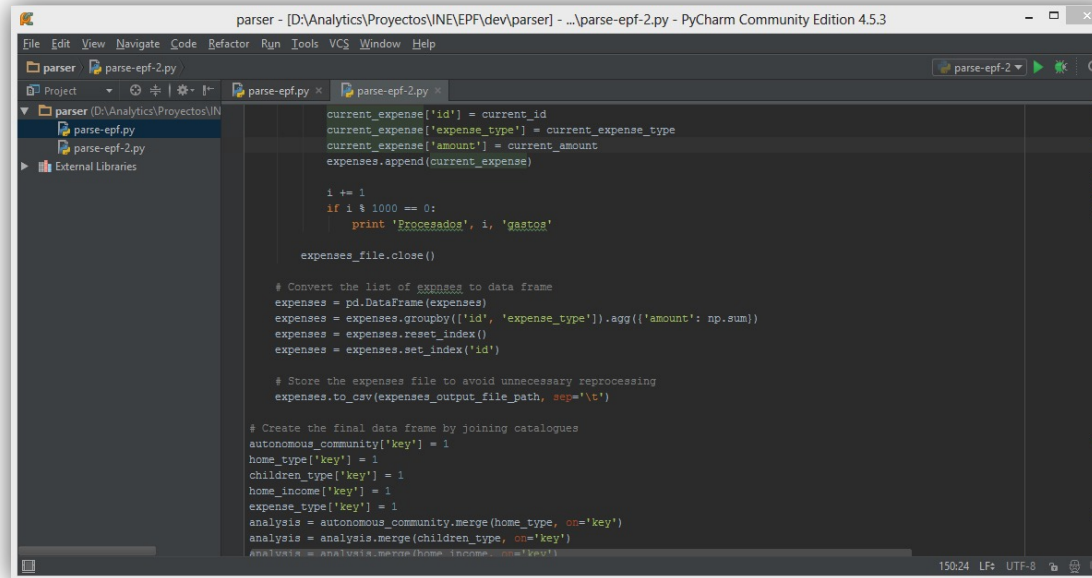 parser - [D:\Analytics\Proyectos\INE\EPF\dev\parser] - ...\parse-epf-2.py - PyCharm Community Edition 4.5.3
File Edit View Navigate Code Refactor Run Tools VCS Window Help
parser parse-epf-2.py parse-epf-2
Project parse-epf.py parse-epf-2.py
parser (D:\Analytics\Proyectos\IN
parse-epf.py
parse-epf-2.py
External Libraries
current_expense['id'] = current_id
current_expense['expense_type'] = current_expense_type
current_expense['amount'] = current_amount
expenses.append(current_expense)
i += 1
if i % 1000 == 0:
print 'Procesados', i, 'gastos'
expenses_file.close()
# Convert the list of expnses to data frame
expenses = pd.DataFrame(expenses)
expenses = expenses.groupby(['id', 'expense_type']).agg({'amount': np.sum})
expenses = expenses.reset_index()
expenses = expenses.set_index('id')
# Store the expenses file to avoid unnecessary reprocessing
expenses.to_csv(expenses_output_file_path, sep='\t')
# Create the final data frame by joining catalogues
autonomous_community['key'] = 1
home_type['key'] = 1
children_type['key'] = 1
home_income['key'] = 1
expense_type['key'] = 1
analysis = autonomous_community.merge(home_type, on='key')
analysis = analysis.merge(children_type, on='key')
analysis = analysis.merge(home_income, on='key')
150:24 LF UTF-8